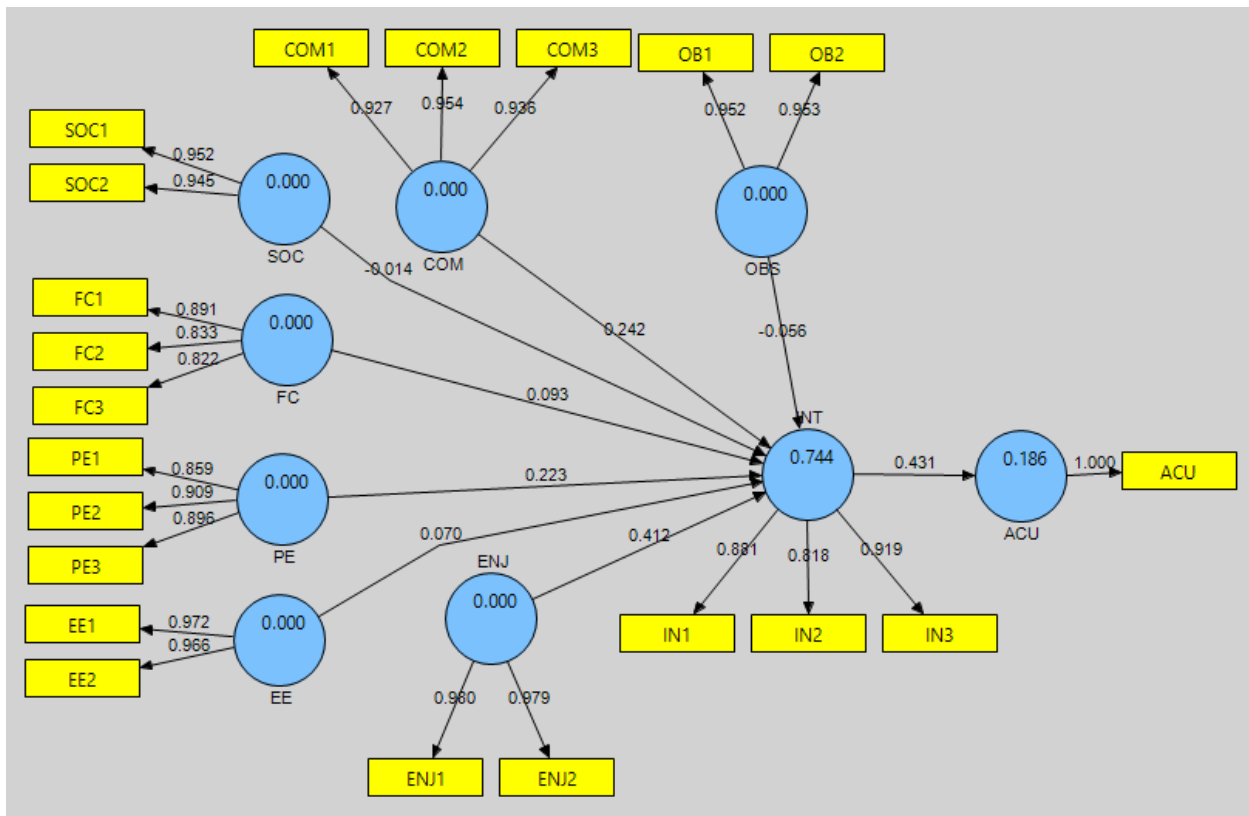 COM1
COM2
COM3
OB1
OB2
0.927
0.954
0.936
0.952
0.953
SOC1
SOC2
0.952
0.945
0.000
SOC
0.000
COM
0.000
OBS
-0.014
0.242
-0.056
FC1
FC2
FC3
0.891
0.833
0.822
0.000
FC
0.093
PE1
PE2
PE3
0.859
0.909
0.896
0.000
PE
0.223
NT
0.744
0.431
0.186
ACU
1.000
ACU
EE1
EE2
0.972
0.966
0.000
EE
0.070
ENJ
0.000
0.412
0.881
0.818
0.919
IN1
IN2
IN3
0.980
0.979
ENJ1
ENJ2